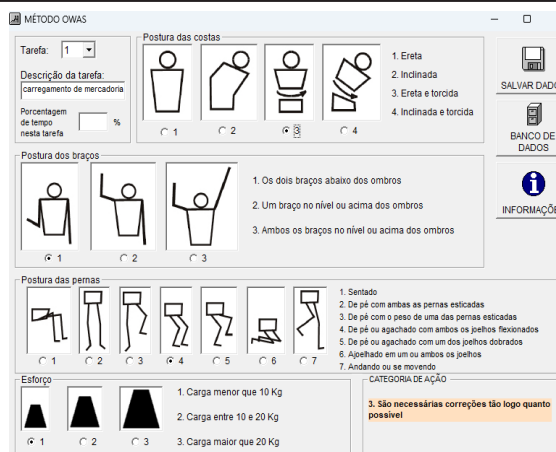 MÉTODO OWAS
Tarefa: 1
Descrição da tarefa:
carregamento de mercadoria
Porcentagem
de tempo %
nesta tarefa
Postura das costas
1. Ereta
2. Inclinada
3. Ereta e torcida
4. Inclinada e torcida
1 2 3 4
SALVAR DADO
BANCO DE
DADOS
INFORMAÇÕE
Postura dos braços
1. Os dois braços abaixo dos ombros
2. Um braço no nível ou acima dos ombros
3. Ambos os braços no nível ou acima dos ombros
1 2 3
Postura das pernas
1. Sentado
2. De pé com ambas as pernas esticadas
3. De pé com o peso de uma das pernas esticadas
4. De pé ou agachado com ambos os joelhos flexionados
5. De pé ou agachado com um dos joelhos dobrados
6. Ajoelhado em um ou ambos os joelhos
7. Andando ou se movendo
1 2 3 4 5 6 7
Esforço
1. Carga menor que 10 Kg
2. Carga entre 10 e 20 Kg
3. Carga maior que 20 Kg
1 2 3
CATEGORIA DE AÇÃO
3. São necessárias correções tão logo quanto
possível